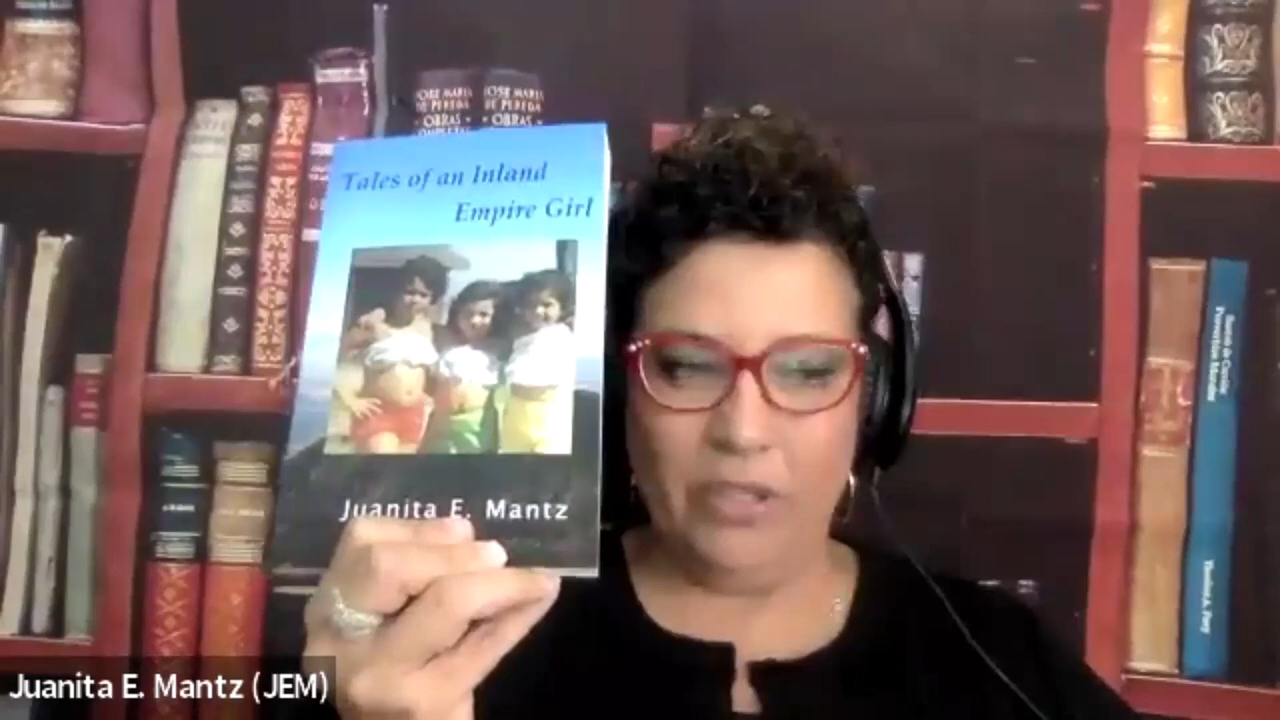 JOSE MARIA
DE PEREDA
OBRAS
JOSE MARIA
DE PEREDA
OBRAS
Tales of an Inland
Empire Girl
Juanita E. Mantz
Juanita E. Mantz (JEM)